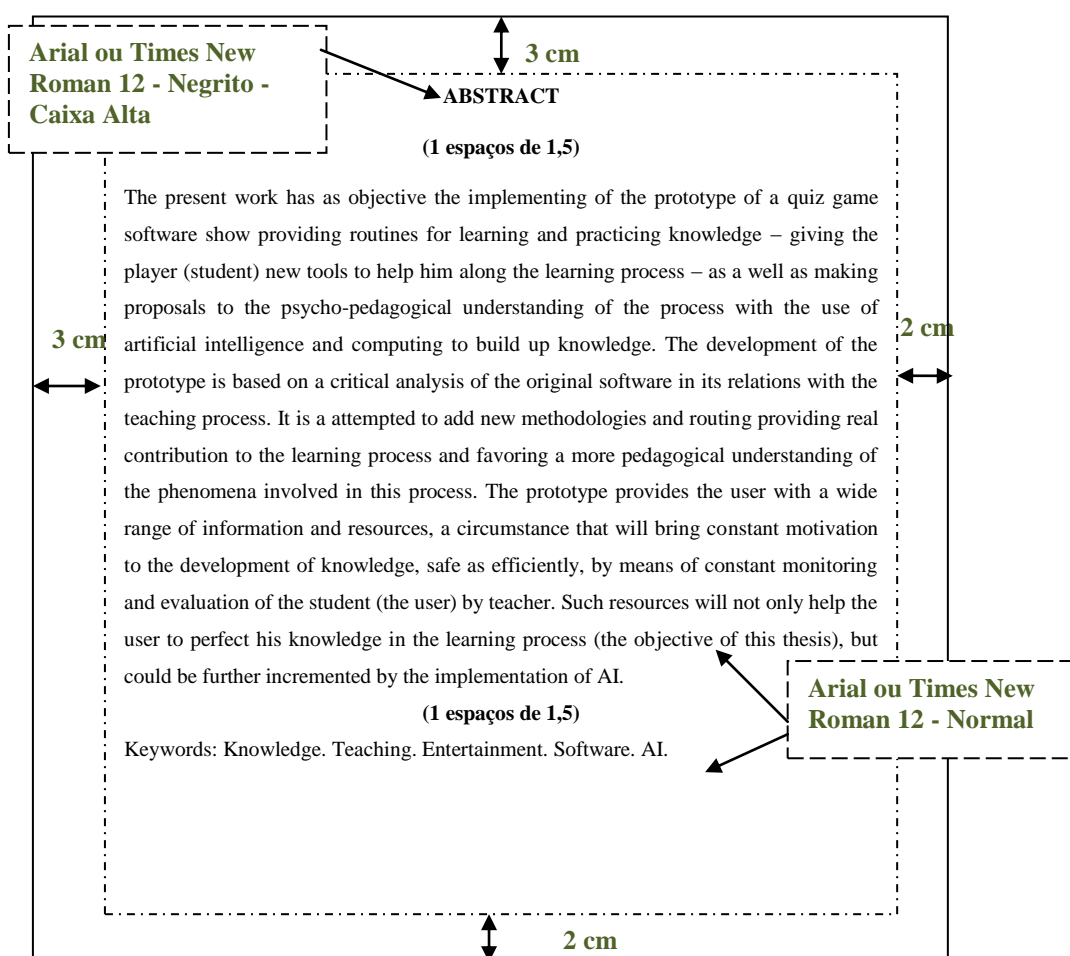 Arial ou Times New
Roman 12 - Negrito -
Caixa Alta
3 cm
ABSTRACT
(1 espaços de 1,5)
The present work has as objective the implementing of the prototype of a quiz game
software show providing routines for learning and practicing knowledge – giving the
player (student) new tools to help him along the learning process – as a well as making
proposals to the psycho-pedagogical understanding of the process with the use of
artificial intelligence and computing to build up knowledge. The development of the
prototype is based on a critical analysis of the original software in its relations with the
teaching process. It is a attempted to add new methodologies and routing providing real
contribution to the learning process and favoring a more pedagogical understanding of
the phenomena involved in this process. The prototype provides the user with a wide
range of information and resources, a circumstance that will bring constant motivation
to the development of knowledge, safe as efficiently, by means of constant monitoring
and evaluation of the student (the user) by teacher. Such resources will not only help the
user to perfect his knowledge in the learning process (the objective of this thesis), but
could be further incremented by the implementation of AI.
(1 espaços de 1,5)
Keywords: Knowledge. Teaching. Entertainment. Software. AI.
3 cm
2 cm
Arial ou Times New
Roman 12 - Normal
2 cm